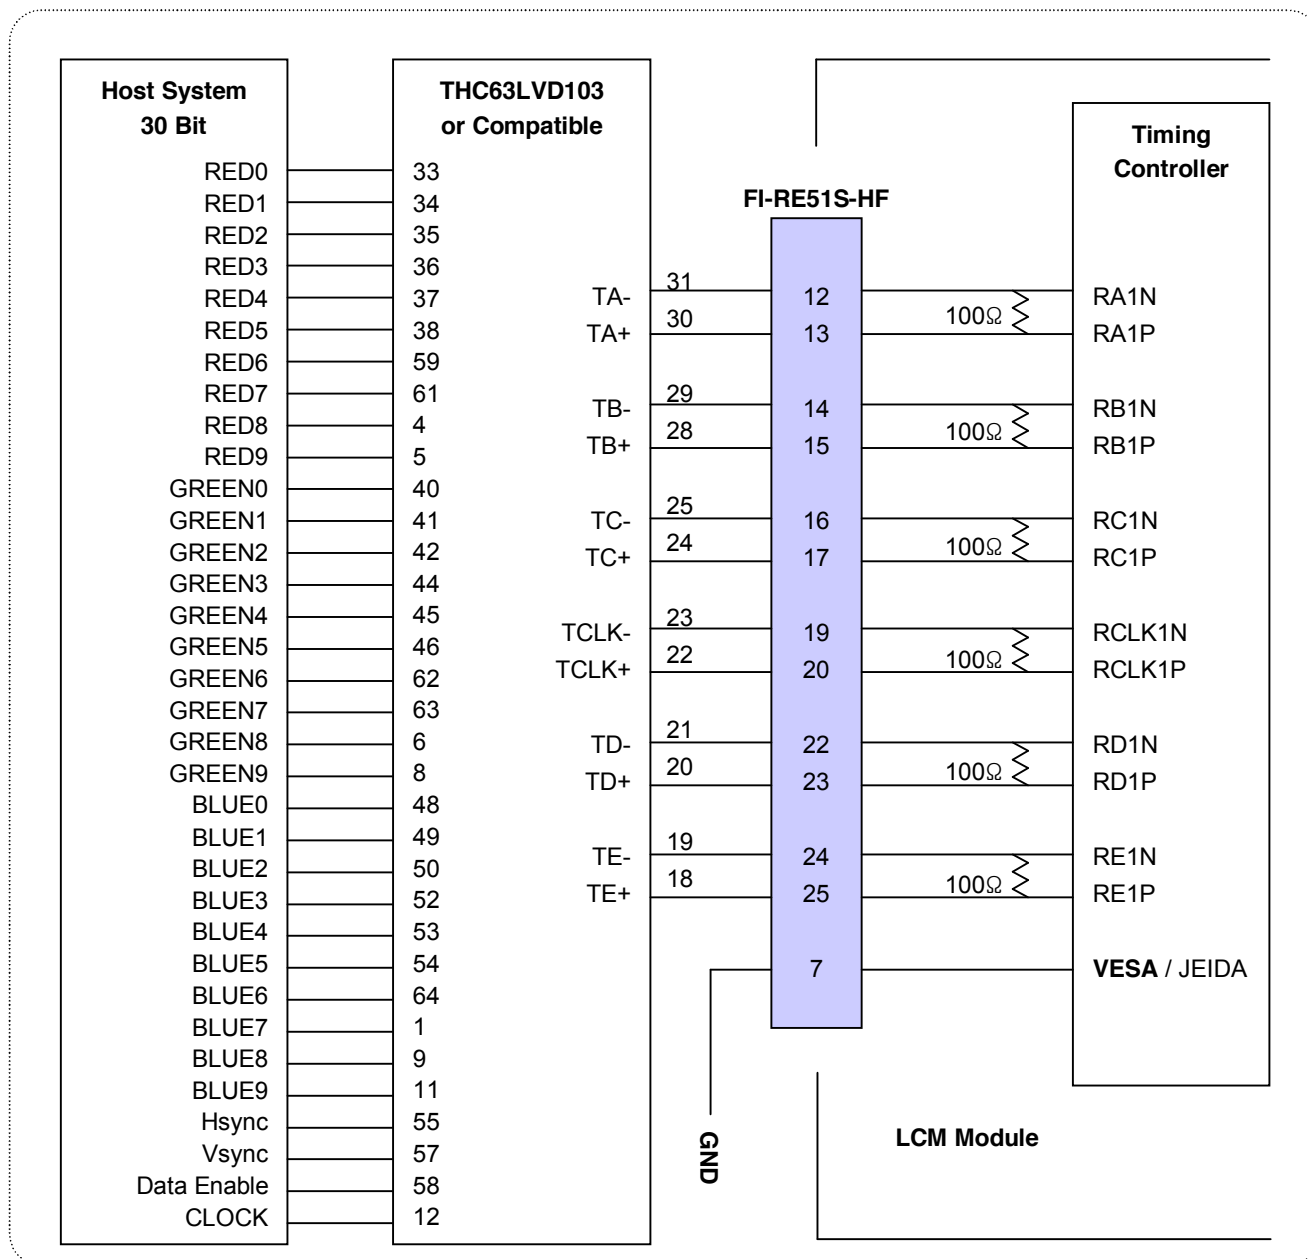 Host System
30 Bit
THC63LVD103
or Compatible
Timing
Controller
FI-RE51S-HF
RED0 33
RED1 34
RED2 35
RED3 36
RED4 37
RED5 38
RED6 59
RED7 61
RED8 4
RED9 5
GREEN0 40
GREEN1 41
GREEN2 42
GREEN3 44
GREEN4 45
GREEN5 46
GREEN6 62
GREEN7 63
GREEN8 6
GREEN9 8
BLUE0 48
BLUE1 49
BLUE2 50
BLUE3 52
BLUE4 53
BLUE5 54
BLUE6 64
BLUE7 1
BLUE8 9
BLUE9 11
Hsync 55
Vsync 57
Data Enable 58
CLOCK 12
TA- 31 12 RA1N
100Ω
TA+ 30 13 RA1P
TB- 29 14 RB1N
100Ω
TB+ 28 15 RB1P
TC- 25 16 RC1N
100Ω
TC+ 24 17 RC1P
TCLK- 23 19 RCLK1N
100Ω
TCLK+ 22 20 RCLK1P
TD- 21 22 RD1N
100Ω
TD+ 20 23 RD1P
TE- 19 24 RE1N
100Ω
TE+ 18 25 RE1P
7 VESA / JEIDA
GND
LCM Module